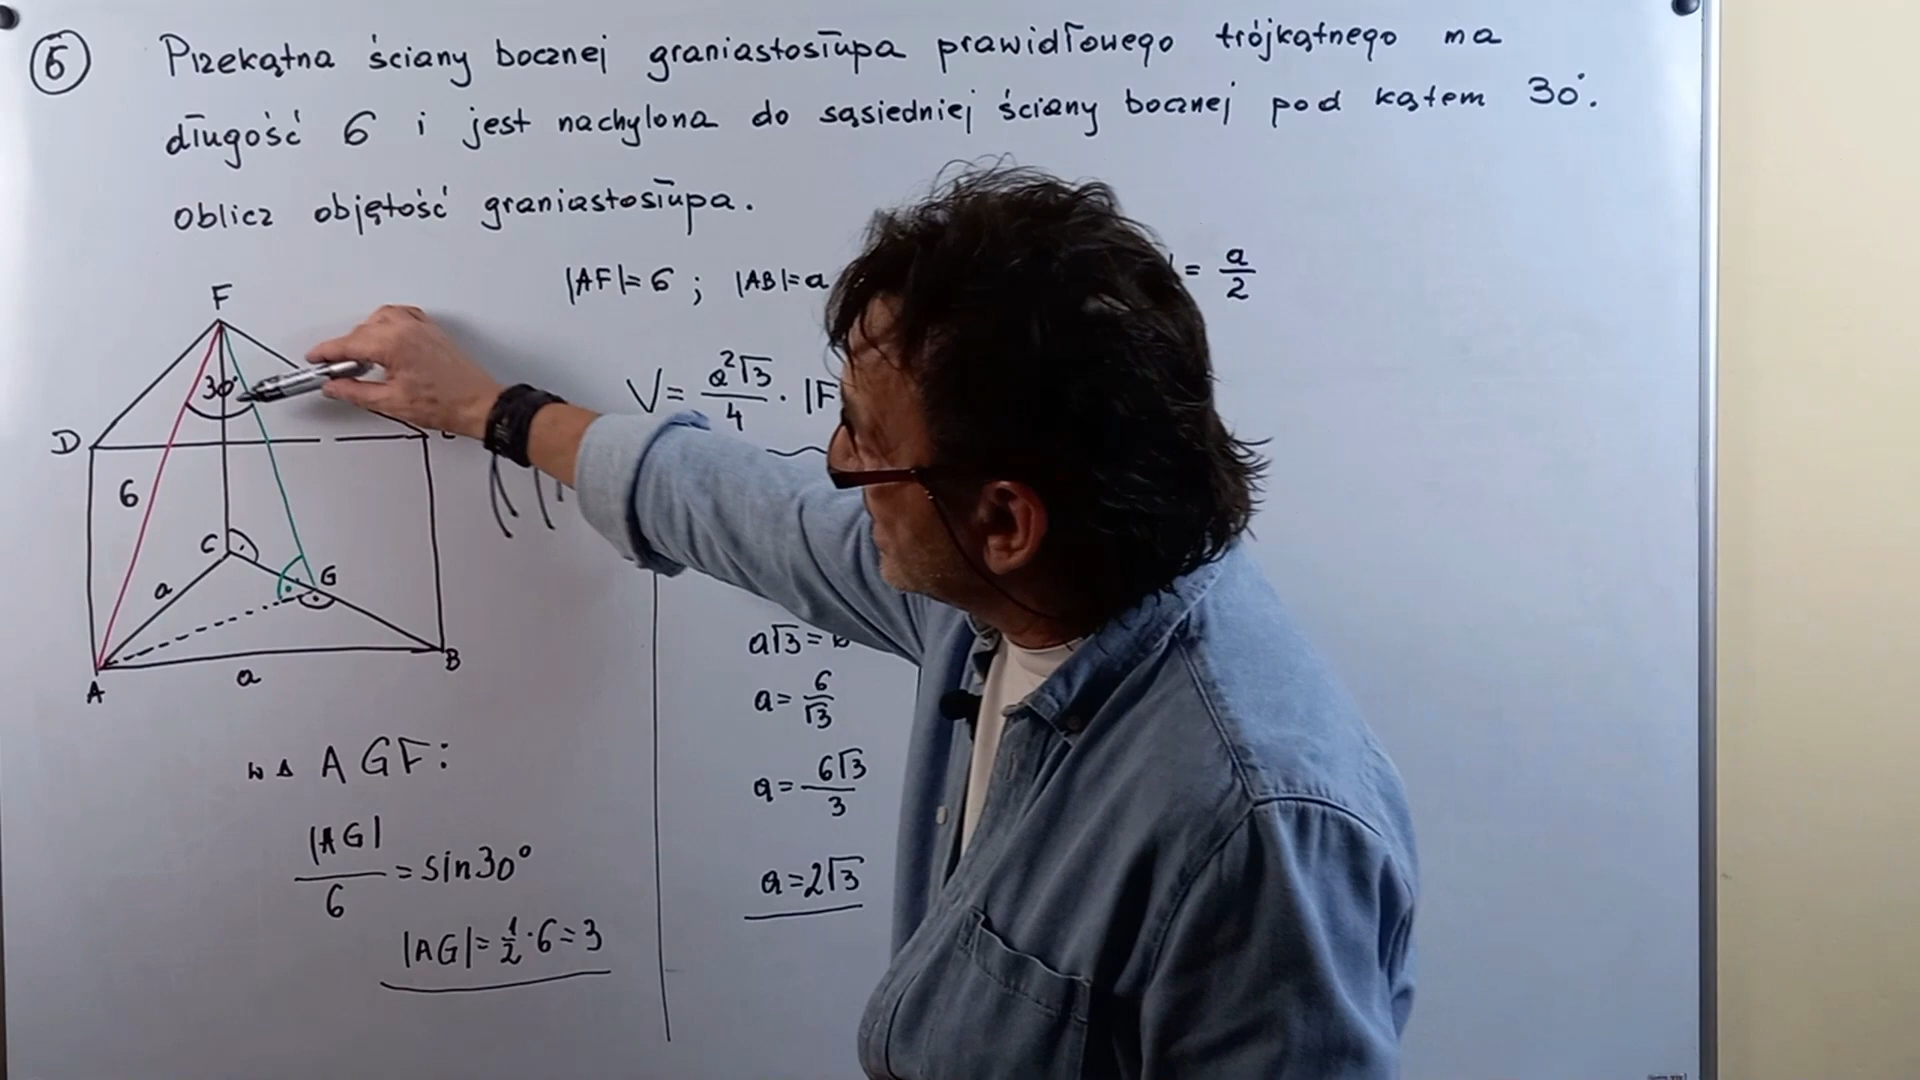 6 Przekątna ściany bocznej graniastosłupa prawidłowego trójkątnego ma
długość 6 i jest nachylona do sąsiedniej ściany bocznej pod kątem 30°.
Oblicz objętość graniastosłupa.
|AF|=6 ; |AB|=a
= a/2
V= a²√3/4 · |F
F
30°
D
6
C
a
G
A
a
B
w Δ AGF:
|AG|/6 = sin30°
|AG|= 1/2 · 6 = 3
a√3=
a= 6/√3
a= 6√3/3
a=2√3